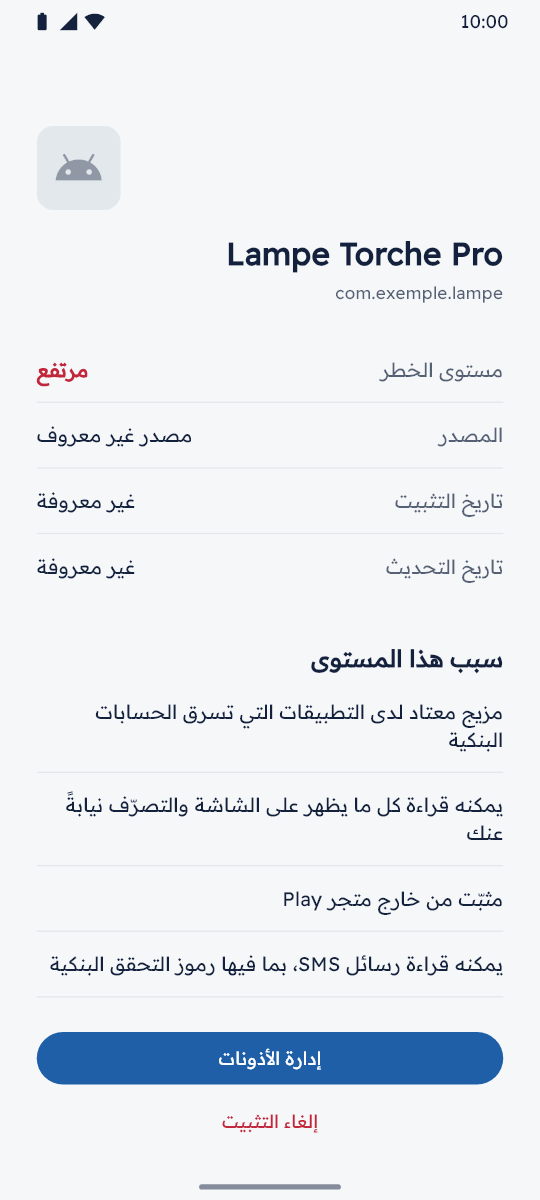 10:00
Lampe Torche Pro
com.exemple.lampe
مستوى الخطر مرتفع
المصدر مصدر غير معروف
تاريخ التثبيت غير معروفة
تاريخ التحديث غير معروفة
سبب هذا المستوى
مزيج معتاد لدى التطبيقات التي تسرق الحسابات
البنكية
يمكنه قراءة كل ما يظهر على الشاشة والتصرّف نيابةً
عنك
مثبّت من خارج متجر Play
يمكنه قراءة رسائل SMS، بما فيها رموز التحقق البنكية
إدارة الأذونات
إلغاء التثبيت